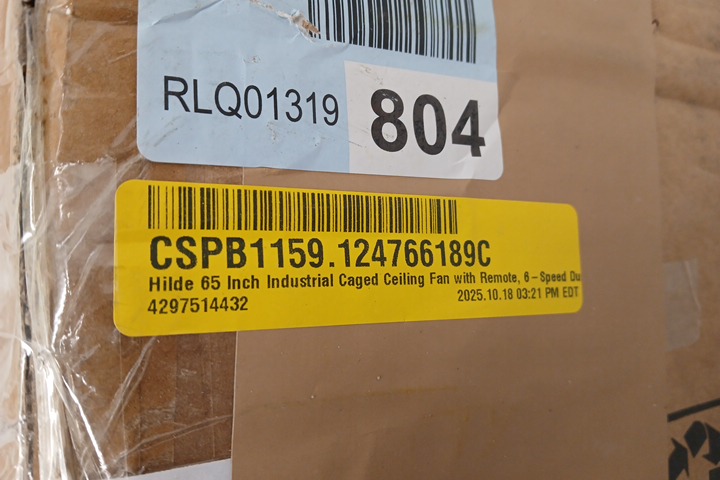 RLQ01319
804
CSPB1159.124766189C
Hilde 65 Inch Industrial Caged Ceiling Fan with Remote, 6-Speed Du
4297514432
2025.10.18 03:21 PM EDT